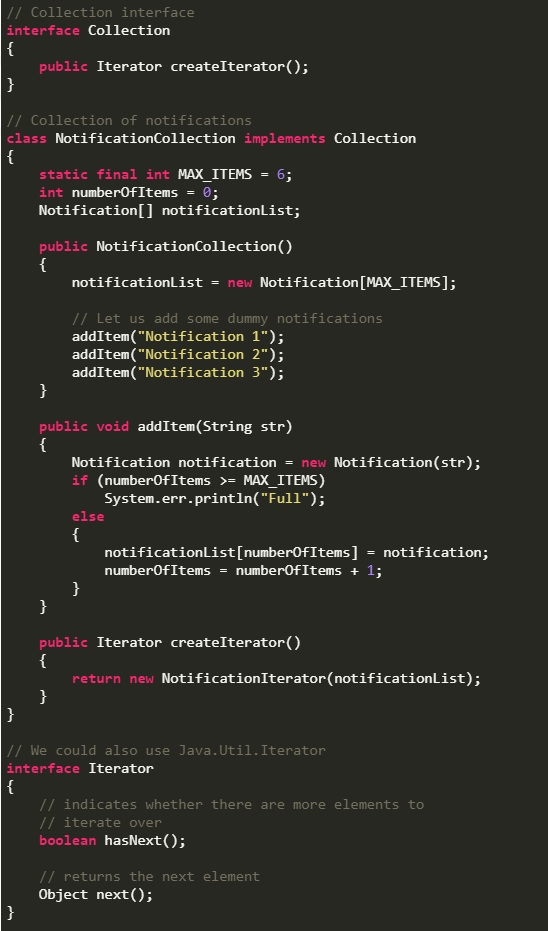 // Collection interface
interface Collection
{
    public Iterator createIterator();
}

// Collection of notifications
class NotificationCollection implements Collection
{
    static final int MAX_ITEMS = 6;
    int numberOfItems = 0;
    Notification[] notificationList;

    public NotificationCollection()
    {
        notificationList = new Notification[MAX_ITEMS];

        // Let us add some dummy notifications
        addItem("Notification 1");
        addItem("Notification 2");
        addItem("Notification 3");
    }

    public void addItem(String str)
    {
        Notification notification = new Notification(str);
        if (numberOfItems >= MAX_ITEMS)
            System.err.println("Full");
        else
        {
            notificationList[numberOfItems] = notification;
            numberOfItems = numberOfItems + 1;
        }
    }

    public Iterator createIterator()
    {
        return new NotificationIterator(notificationList);
    }
}

// We could also use Java.Util.Iterator
interface Iterator
{
    // indicates whether there are more elements to
    // iterate over
    boolean hasNext();

    // returns the next element
    Object next();
}